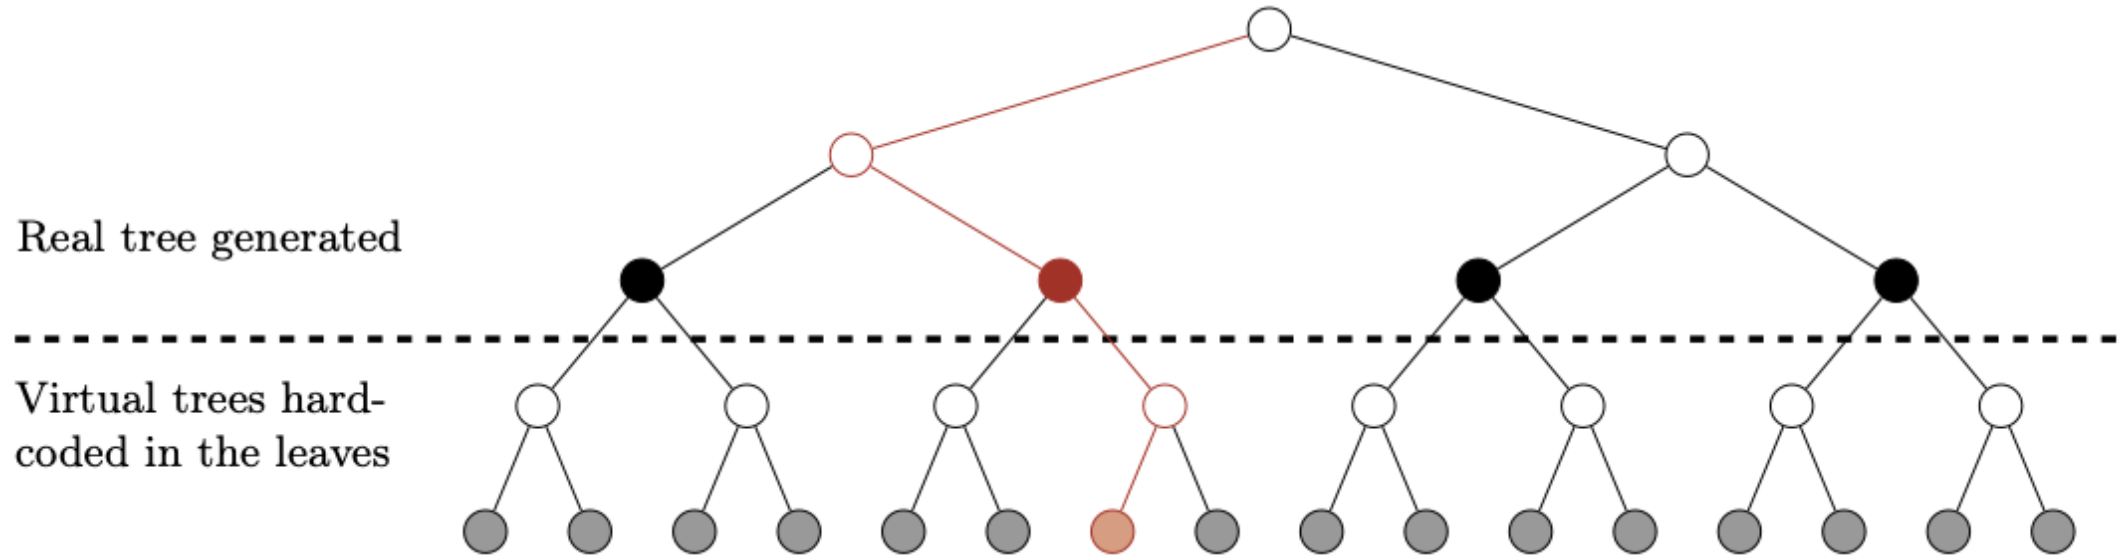 Real tree generated
Virtual trees hard-
coded in the leaves